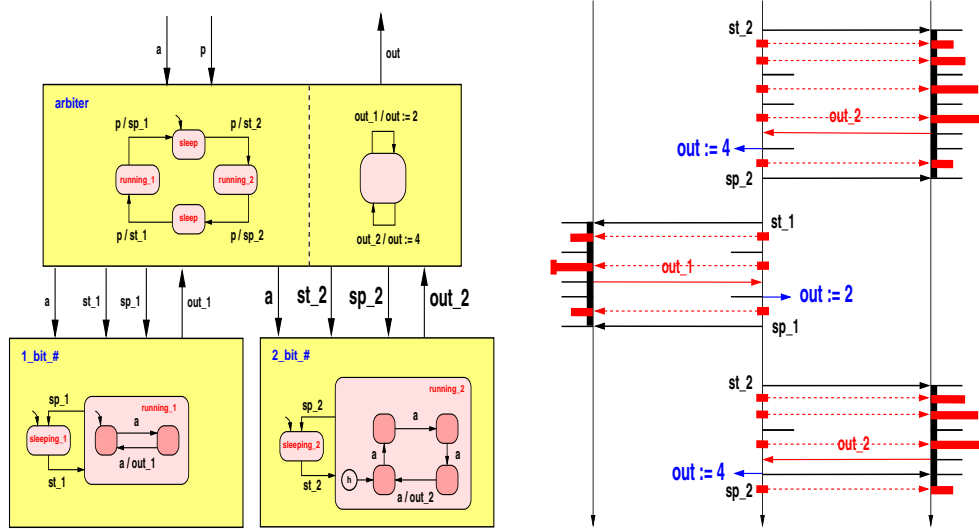 a
p
out
arbiter
out_1 / out := 2
p / sp_1
p / st_2
sleep
running_1
running_2
sleep
p / st_1
p / sp_2
out_2 / out := 4
a
st_1
sp_1
out_1
a
st_2
sp_2
out_2
1_bit_#
sp_1
running_1
a
sleeping_1
a / out_1
st_1
2_bit_#
running_2
sp_2
a
sleeping_2
a
a
st_2
h
a / out_2
st_2
out_2
out := 4
sp_2
st_1
out_1
out := 2
sp_1
st_2
out_2
out := 4
sp_2